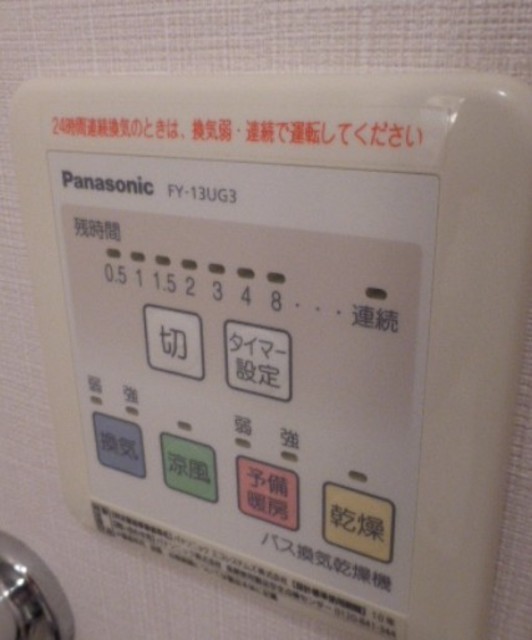 24時間連続換気のときは、換気弱・連続で運転してください
Panasonic FY-13UG3
残時間
0.5 1 1.5 2 3 4 8 ・・・連続
切 タイマー設定
弱 強 弱 強
換気 涼風 予備暖房 乾燥
バス換気乾燥機